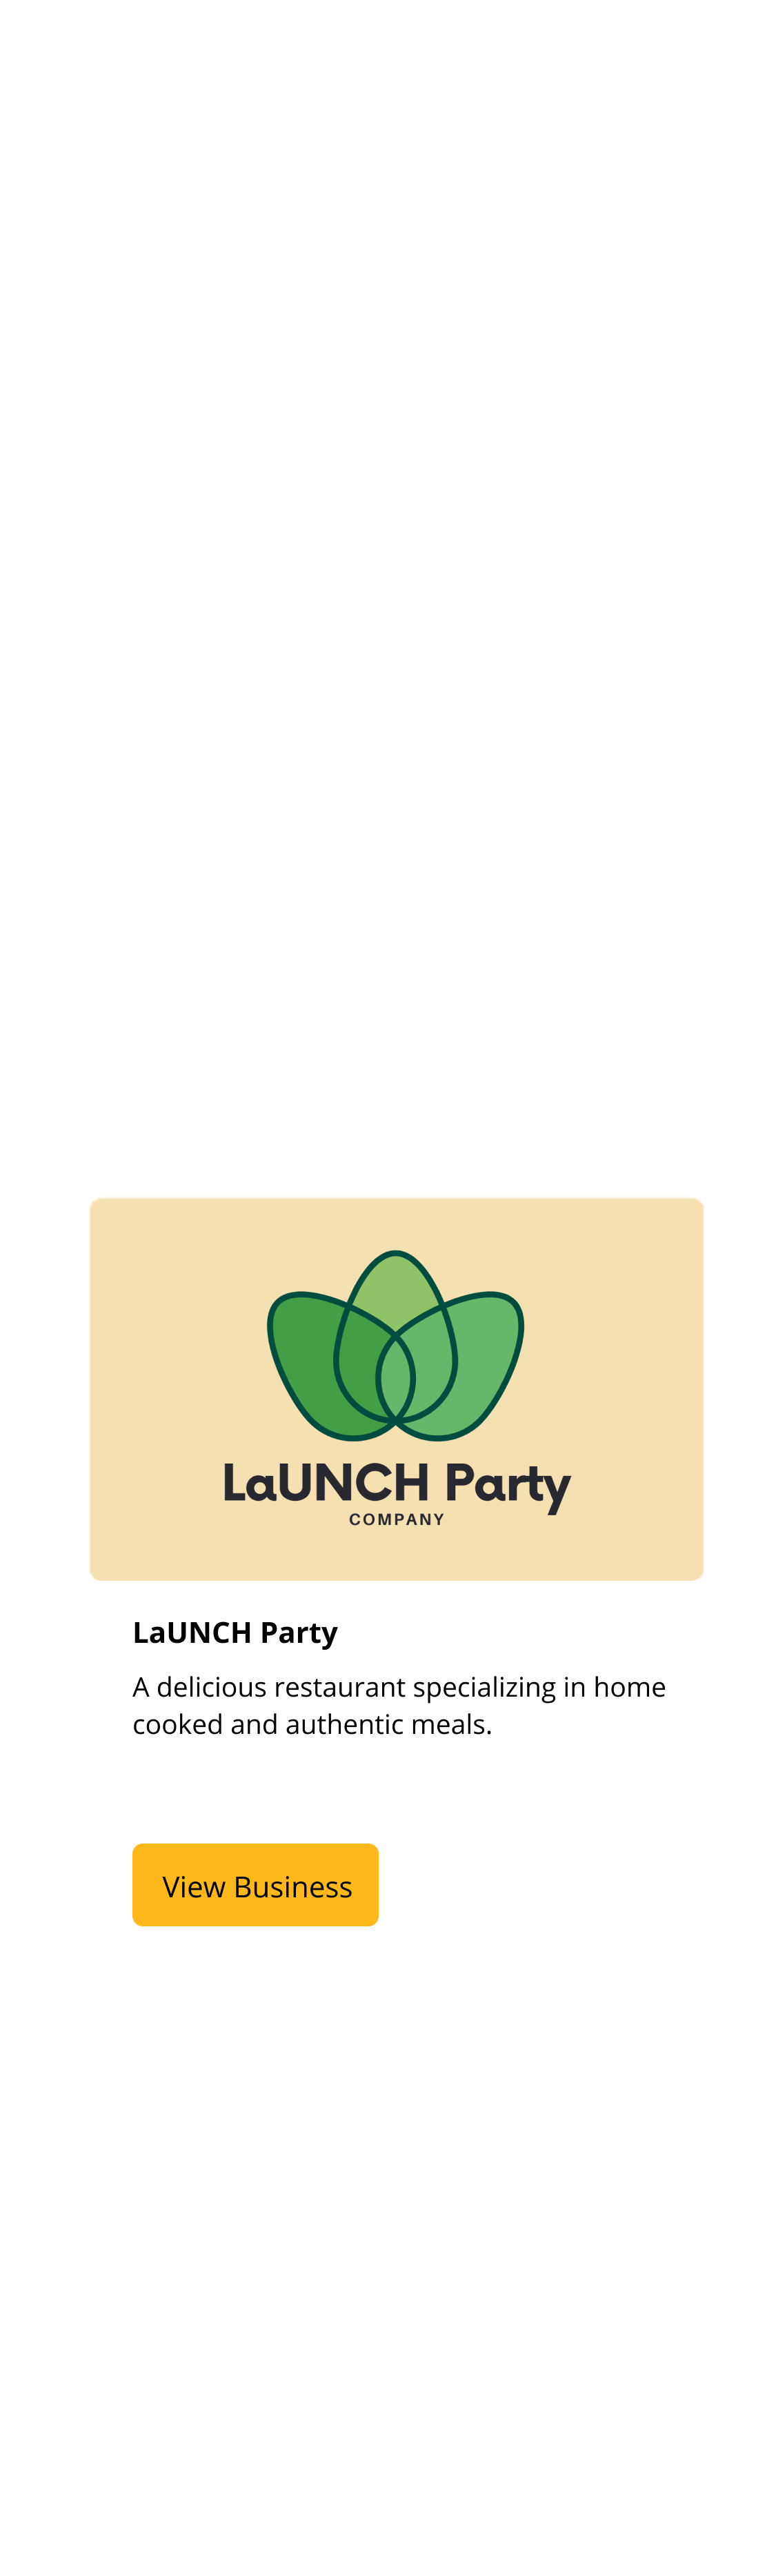 LaUNCH Party
COMPANY
LaUNCH Party
A delicious restaurant specializing in home
cooked and authentic meals.
View Business